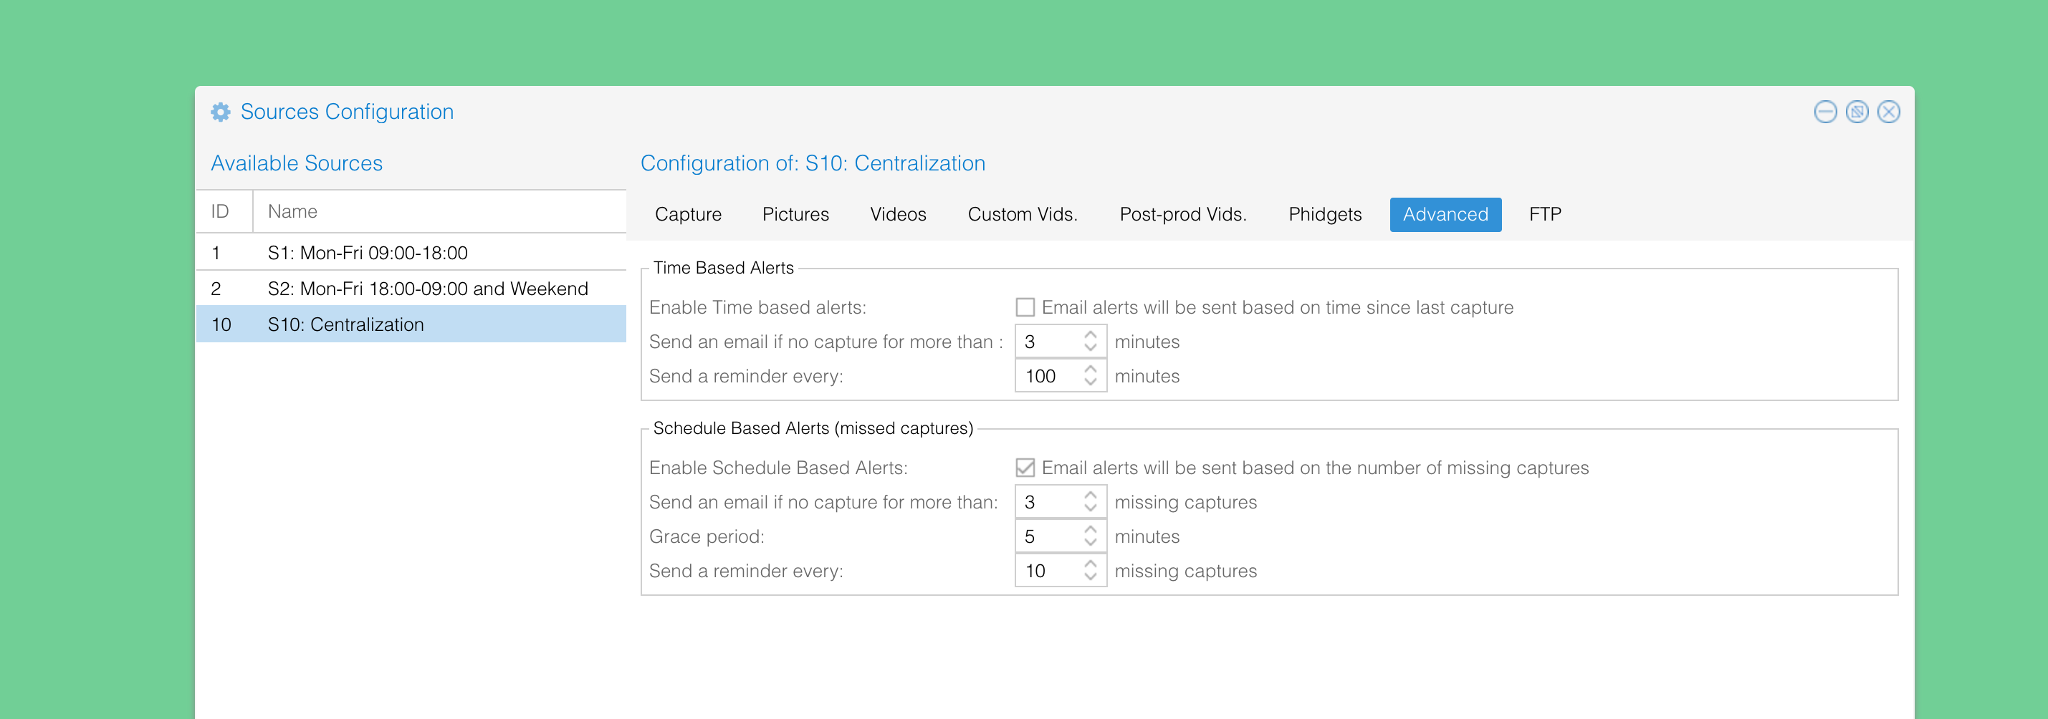 Sources Configuration
Available Sources
ID Name
1 S1: Mon-Fri 09:00-18:00
2 S2: Mon-Fri 18:00-09:00 and Weekend
10 S10: Centralization
Configuration of: S10: Centralization
Capture Pictures Videos Custom Vids. Post-prod Vids. Phidgets Advanced FTP
Time Based Alerts
Enable Time based alerts: Email alerts will be sent based on time since last capture
Send an email if no capture for more than : 3 minutes
Send a reminder every: 100 minutes
Schedule Based Alerts (missed captures)
Enable Schedule Based Alerts: Email alerts will be sent based on the number of missing captures
Send an email if no capture for more than: 3 missing captures
Grace period: 5 minutes
Send a reminder every: 10 missing captures